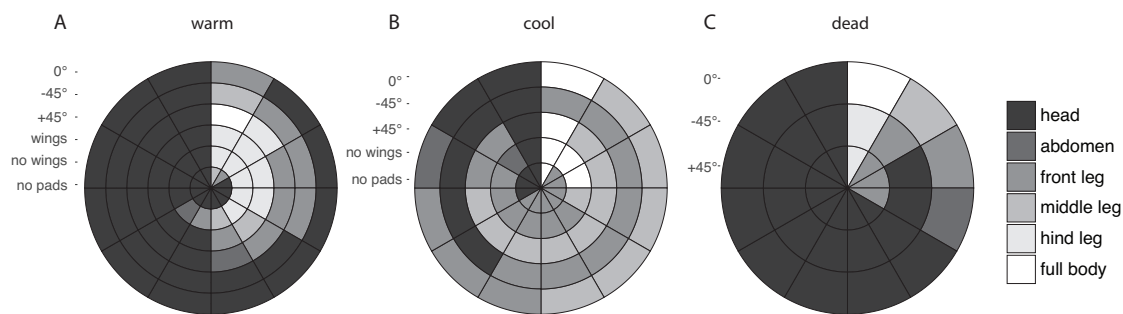 A warm B cool C dead
0°
-45°
+45°
wings
no wings
no pads
0°
-45°
+45°
no wings
no pads
0°
-45°
+45°
head
abdomen
front leg
middle leg
hind leg
full body